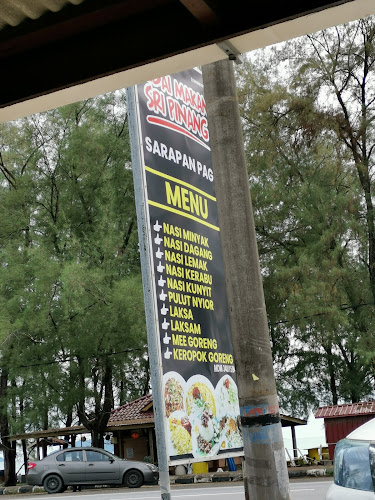 SRI PINANG
SARAPAN PAG
MENU
NASI MINYAK
NASI DAGANG
NASI LEMAK
NASI KERABU
NASI KUNYIT
PULUT NYIOR
LAKSA
LAKSAM
MEE GORENG
KEROPOK GORENG